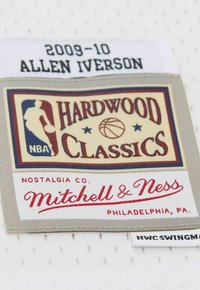 2009-10
ALLEN IVERSON
HARDWOOD
NBA
CLASSICS
NOSTALGIA CO.
Mitchell & Ness
PHILADELPHIA, PA.
HWC SWINGMA